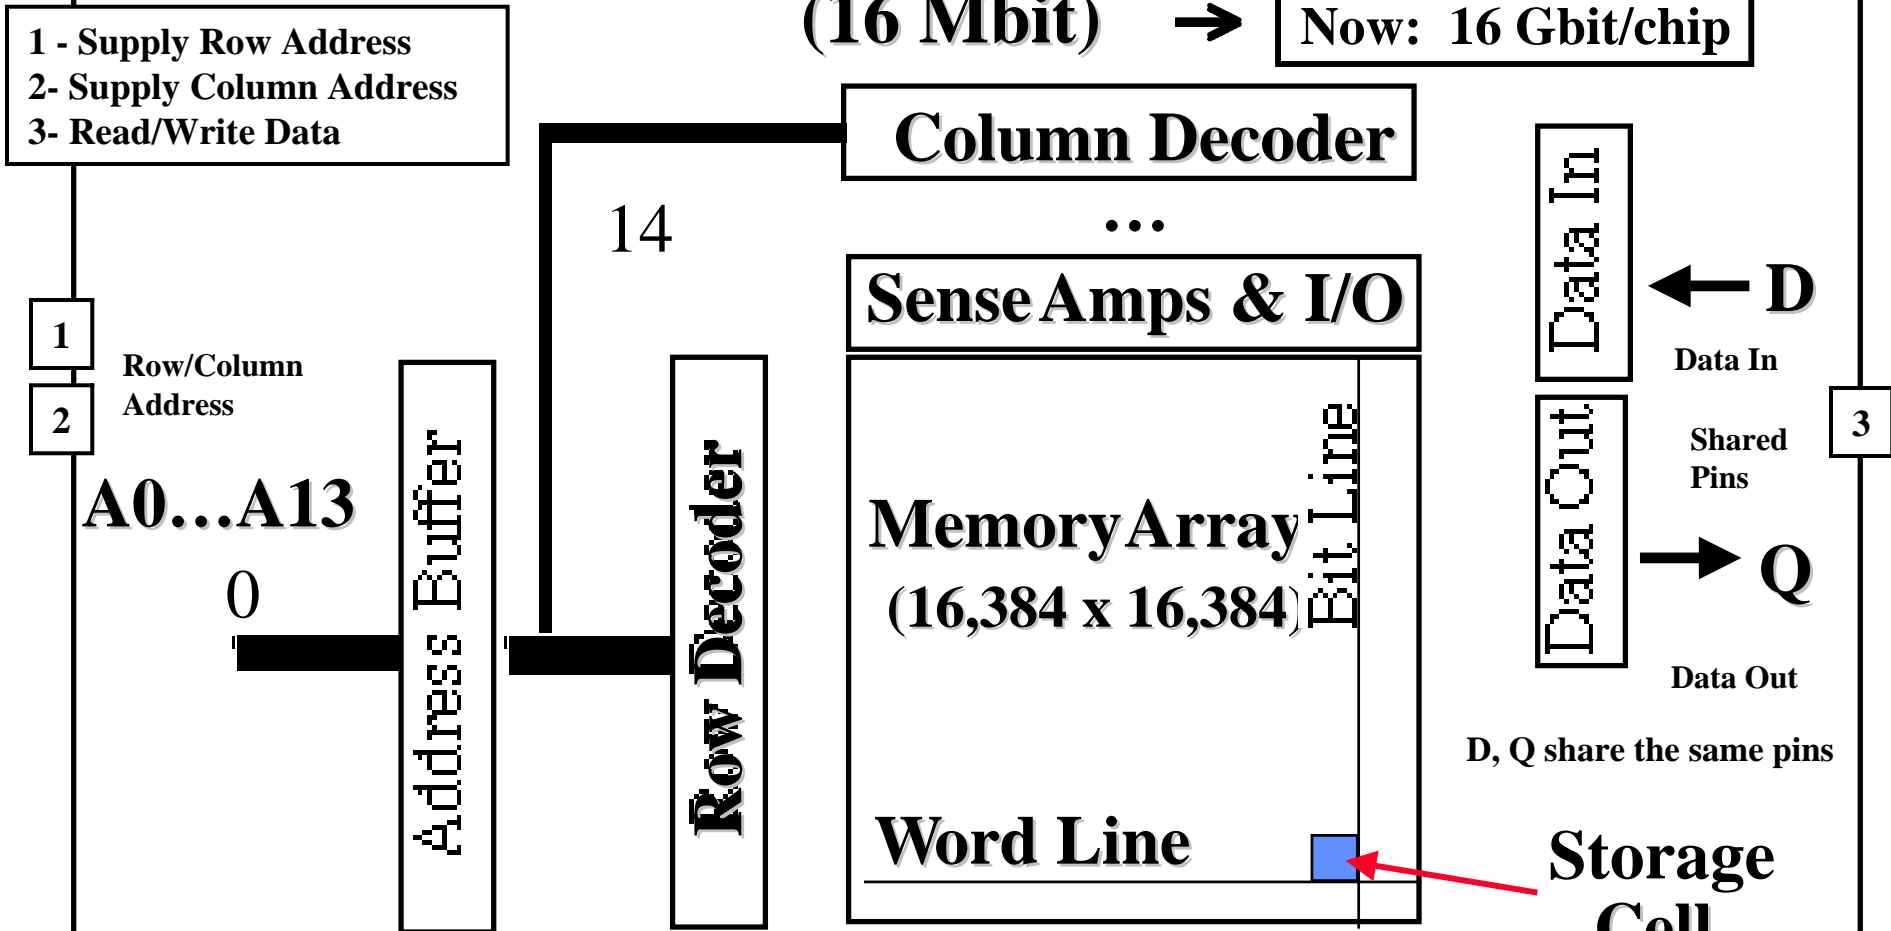 (16 Mbit)
Now: 16 Gbit/chip
1 - Supply Row Address
2- Supply Column Address
3- Read/Write Data
Column Decoder
14
…
Sense Amps & I/O
Data In
D
Data In
1
2
Row/Column
Address
A0…A13
0
Address Buffer
Row Decoder
Bit Line
Memory Array
(16,384 x 16,384)
Word Line
Data Out
Shared
Pins
3
Q
Data Out
D, Q share the same pins
Storage
Cell